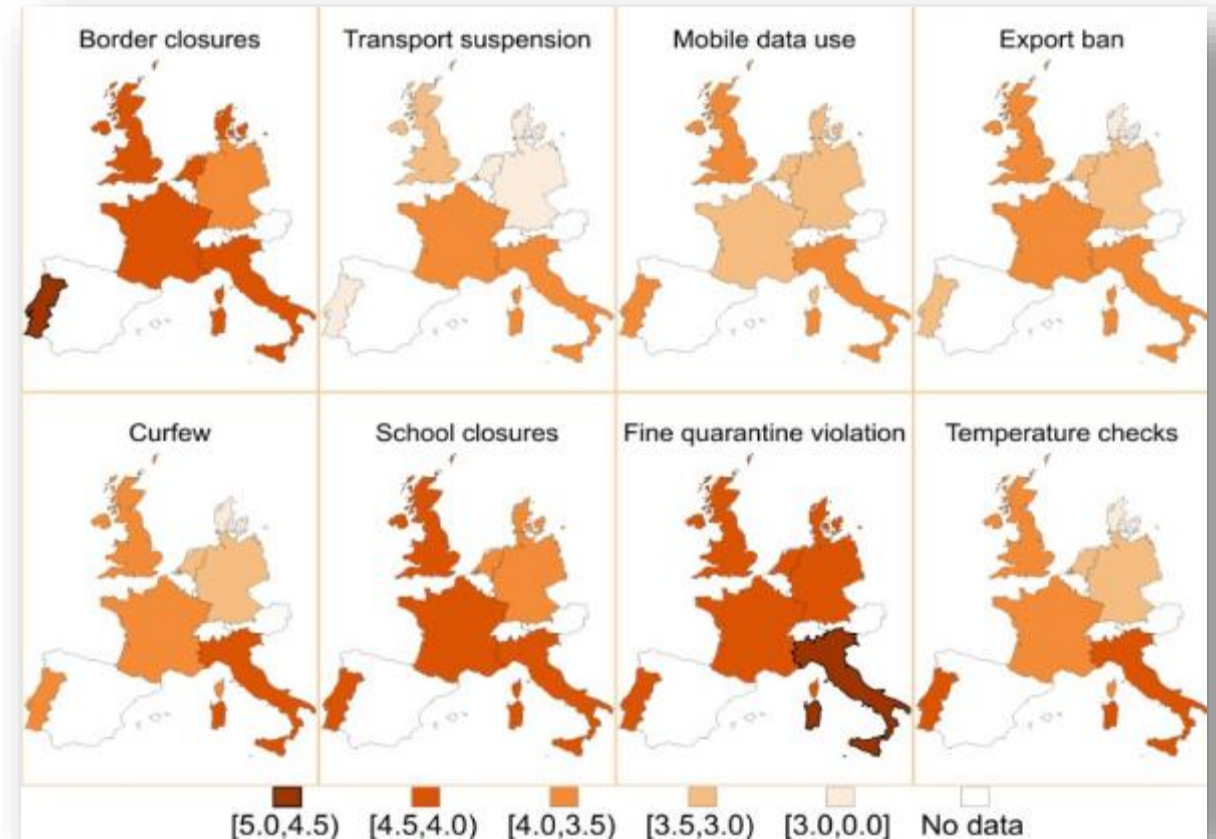 Border closures
Transport suspension
Mobile data use
Export ban
Curfew
School closures
Fine quarantine violation
Temperature checks
[5.0,4.5)
[4.5,4.0)
[4.0,3.5)
[3.5,3.0)
[3.0,0.0]
No data